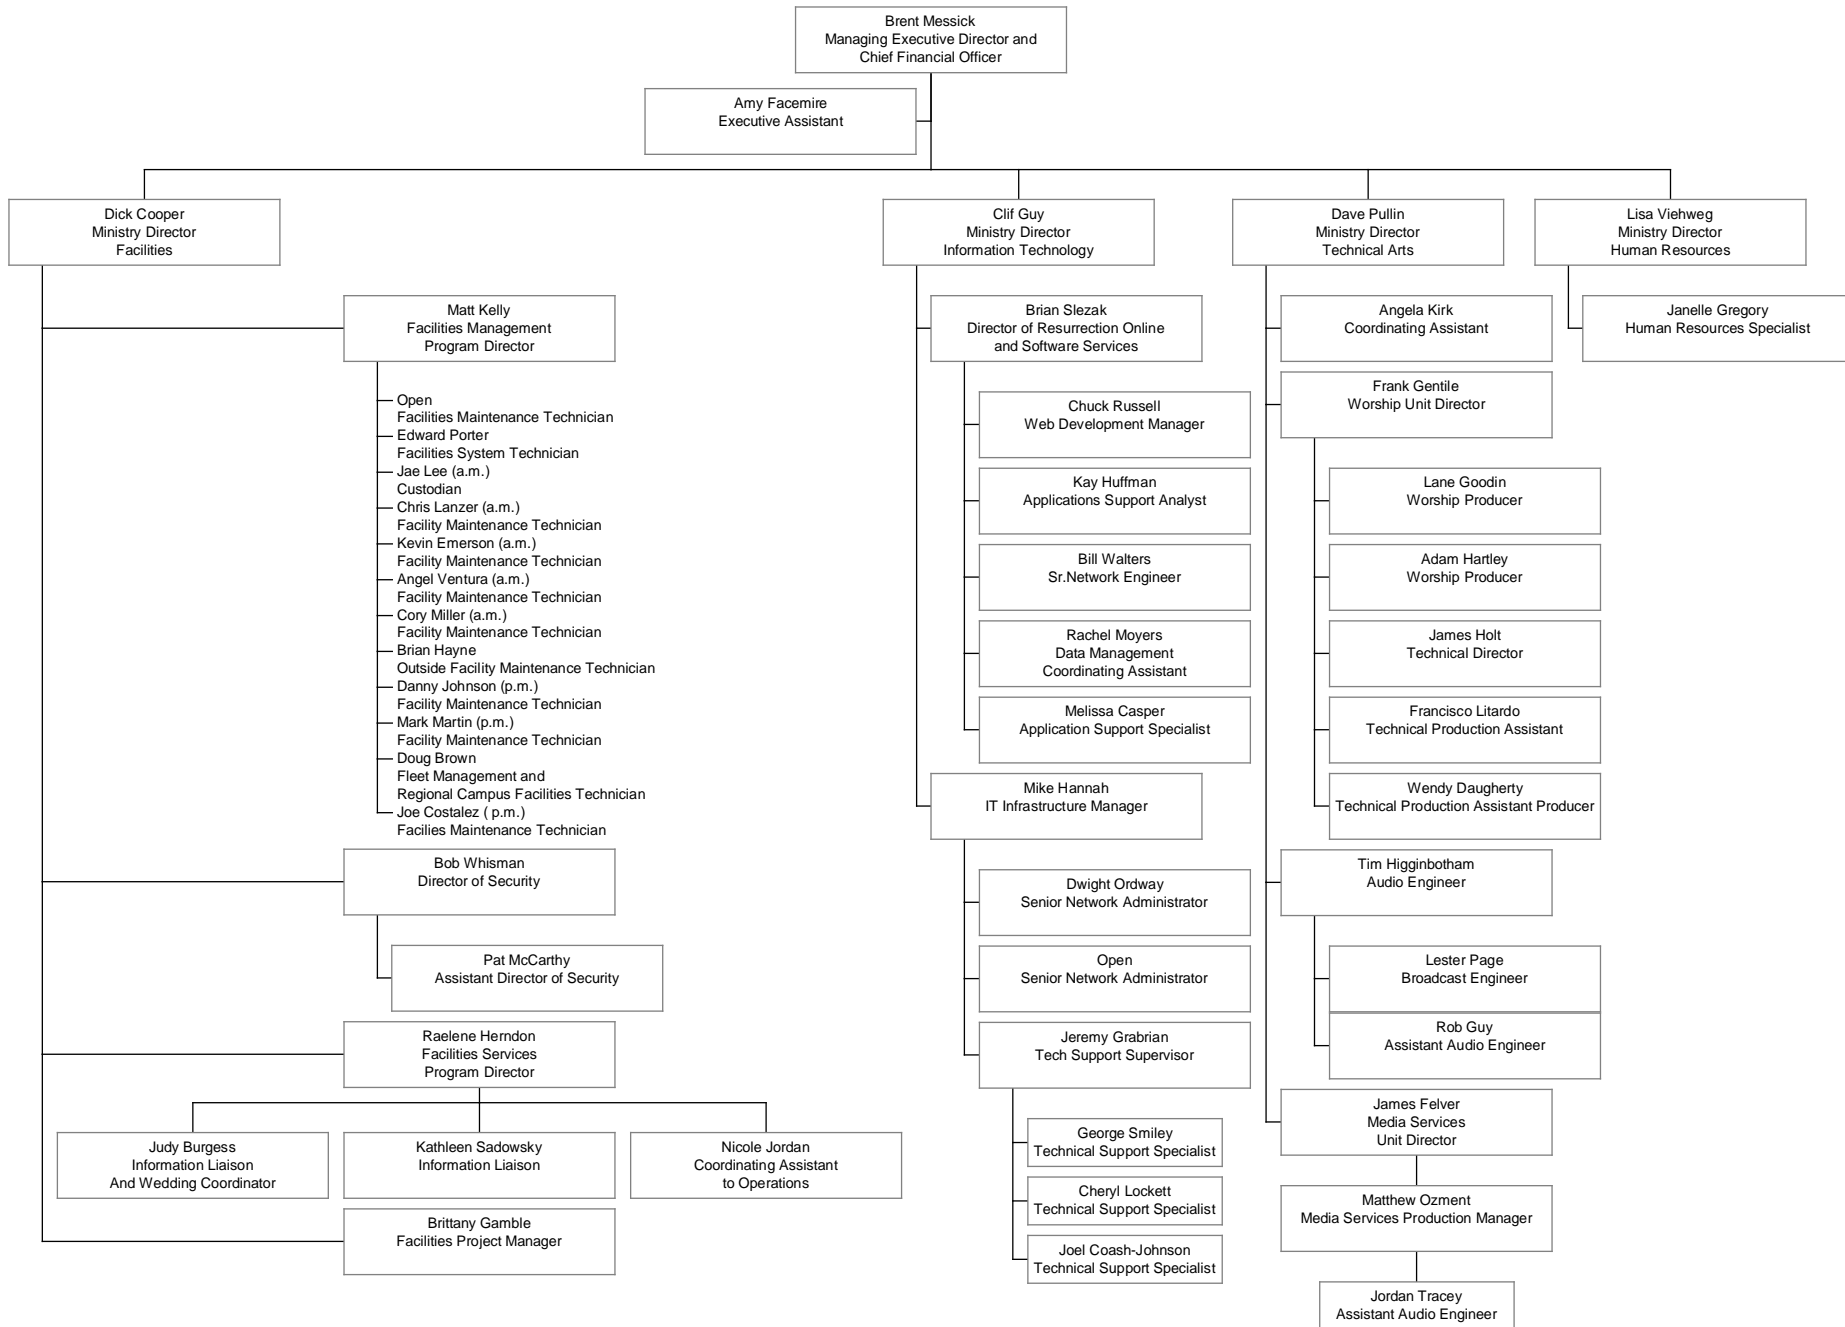 Brent Messick
Managing Executive Director and
Chief Financial Officer
Amy Facemire
Executive Assistant
Dick Cooper
Ministry Director
Facilities
Matt Kelly
Facilities Management
Program Director
Open
Facilities Maintenance Technician
Edward Porter
Facilities System Technician
Jae Lee (a.m.)
Custodian
Chris Lanzer (a.m.)
Facility Maintenance Technician
Kevin Emerson (a.m.)
Facility Maintenance Technician
Angel Ventura (a.m.)
Facility Maintenance Technician
Cory Miller (a.m.)
Facility Maintenance Technician
Brian Hayne
Outside Facility Maintenance Technician
Danny Johnson (p.m.)
Facility Maintenance Technician
Mark Martin (p.m.)
Facility Maintenance Technician
Doug Brown
Fleet Management and
Regional Campus Facilities Technician
Joe Costalez ( p.m.)
Facilies Maintenance Technician
Bob Whisman
Director of Security
Pat McCarthy
Assistant Director of Security
Raelene Herndon
Facilities Services
Program Director
Judy Burgess
Information Liaison
And Wedding Coordinator
Kathleen Sadowsky
Information Liaison
Nicole Jordan
Coordinating Assistant
to Operations
Brittany Gamble
Facilities Project Manager
Clif Guy
Ministry Director
Information Technology
Brian Slezak
Director of Resurrection Online
and Software Services
Chuck Russell
Web Development Manager
Kay Huffman
Applications Support Analyst
Bill Walters
Sr.Network Engineer
Rachel Moyers
Data Management
Coordinating Assistant
Melissa Casper
Application Support Specialist
Mike Hannah
IT Infrastructure Manager
Dwight Ordway
Senior Network Administrator
Open
Senior Network Administrator
Jeremy Grabrian
Tech Support Supervisor
George Smiley
Technical Support Specialist
Cheryl Lockett
Technical Support Specialist
Joel Coash-Johnson
Technical Support Specialist
Dave Pullin
Ministry Director
Technical Arts
Angela Kirk
Coordinating Assistant
Frank Gentile
Worship Unit Director
Lane Goodin
Worship Producer
Adam Hartley
Worship Producer
James Holt
Technical Director
Francisco Litardo
Technical Production Assistant
Wendy Daugherty
Technical Production Assistant Producer
Tim Higginbotham
Audio Engineer
Lester Page
Broadcast Engineer
Rob Guy
Assistant Audio Engineer
James Felver
Media Services
Unit Director
Matthew Ozment
Media Services Production Manager
Jordan Tracey
Assistant Audio Engineer
Lisa Viehweg
Ministry Director
Human Resources
Janelle Gregory
Human Resources Specialist